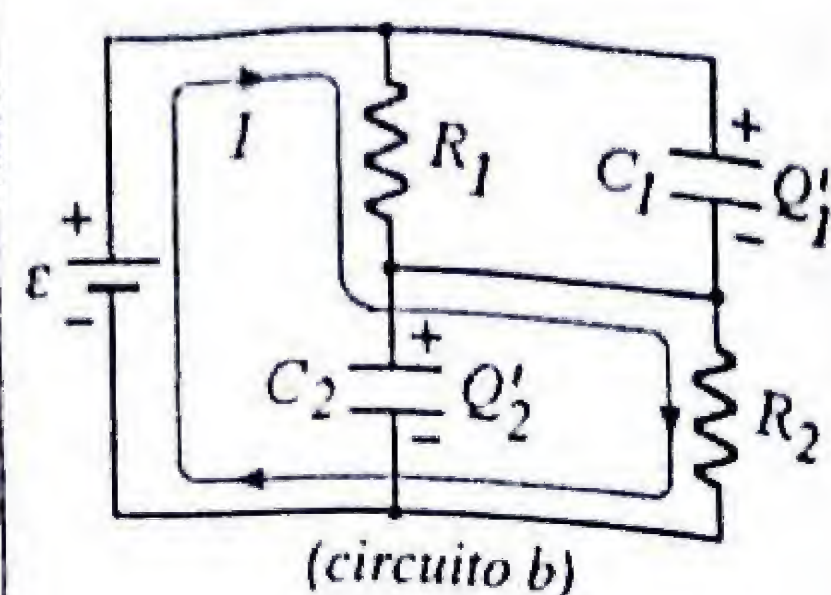 I
R1
C1
+
Q'1
-
+
ε
-
C2
+
Q'2
-
R2
(circuito b)